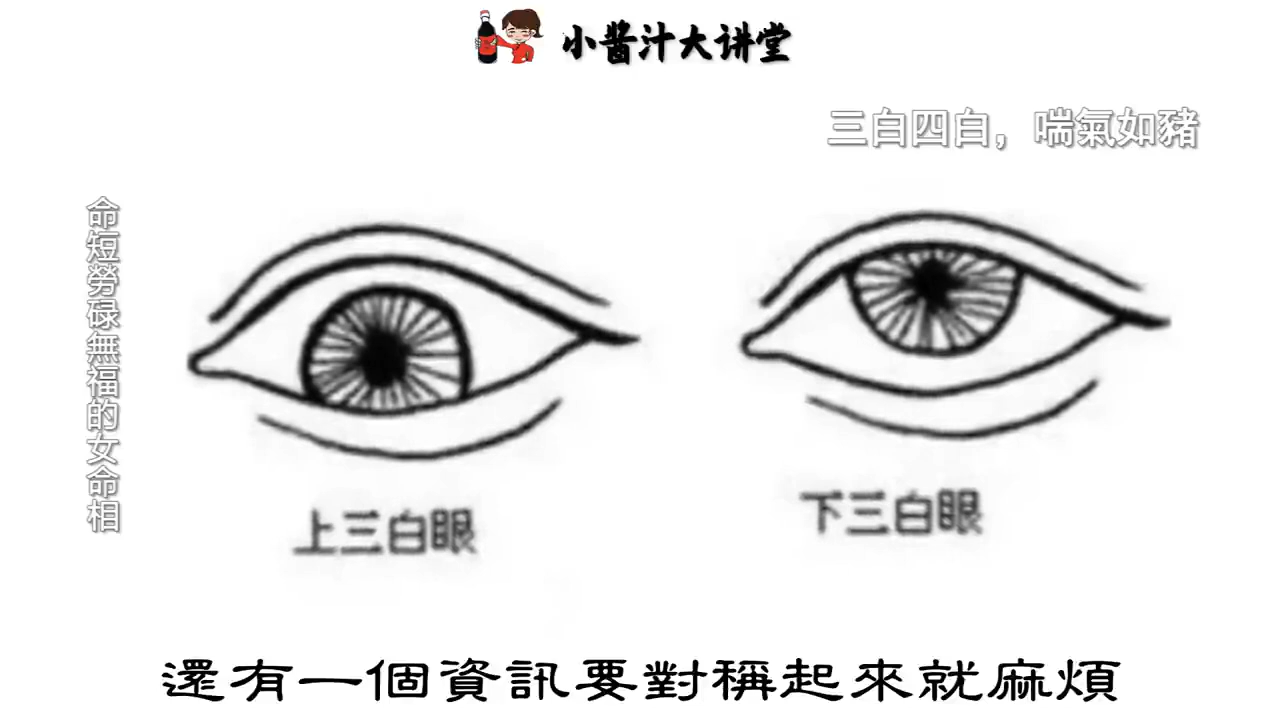 小酱汁大讲堂
三白四白，喘氣如豬
命短勞碌無福的女命相
上三白眼
下三白眼
還有一個資訊要對稱起來就麻煩